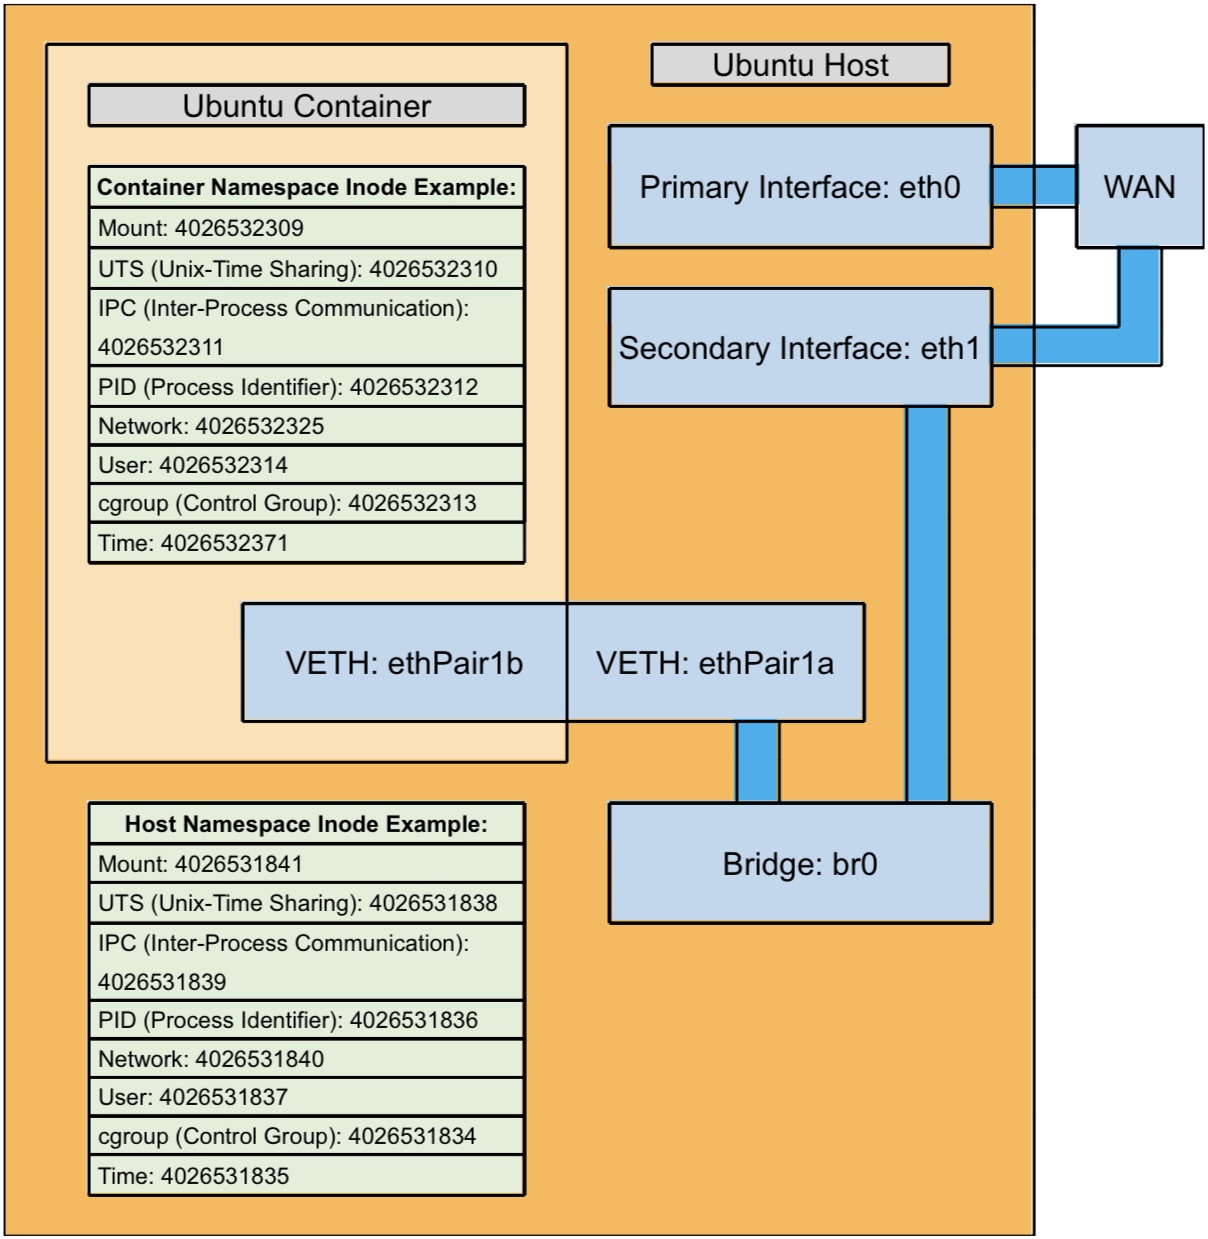 Ubuntu Container
Container Namespace Inode Example:
Mount: 4026532309
UTS (Unix-Time Sharing): 4026532310
IPC (Inter-Process Communication):
4026532311
PID (Process Identifier): 4026532312
Network: 4026532325
User: 4026532314
cgroup (Control Group): 4026532313
Time: 4026532371
Ubuntu Host
Primary Interface: eth0
WAN
Secondary Interface: eth1
VETH: ethPair1b
VETH: ethPair1a
Bridge: br0
Host Namespace Inode Example:
Mount: 4026531841
UTS (Unix-Time Sharing): 4026531838
IPC (Inter-Process Communication):
4026531839
PID (Process Identifier): 4026531836
Network: 4026531840
User: 4026531837
cgroup (Control Group): 4026531834
Time: 4026531835